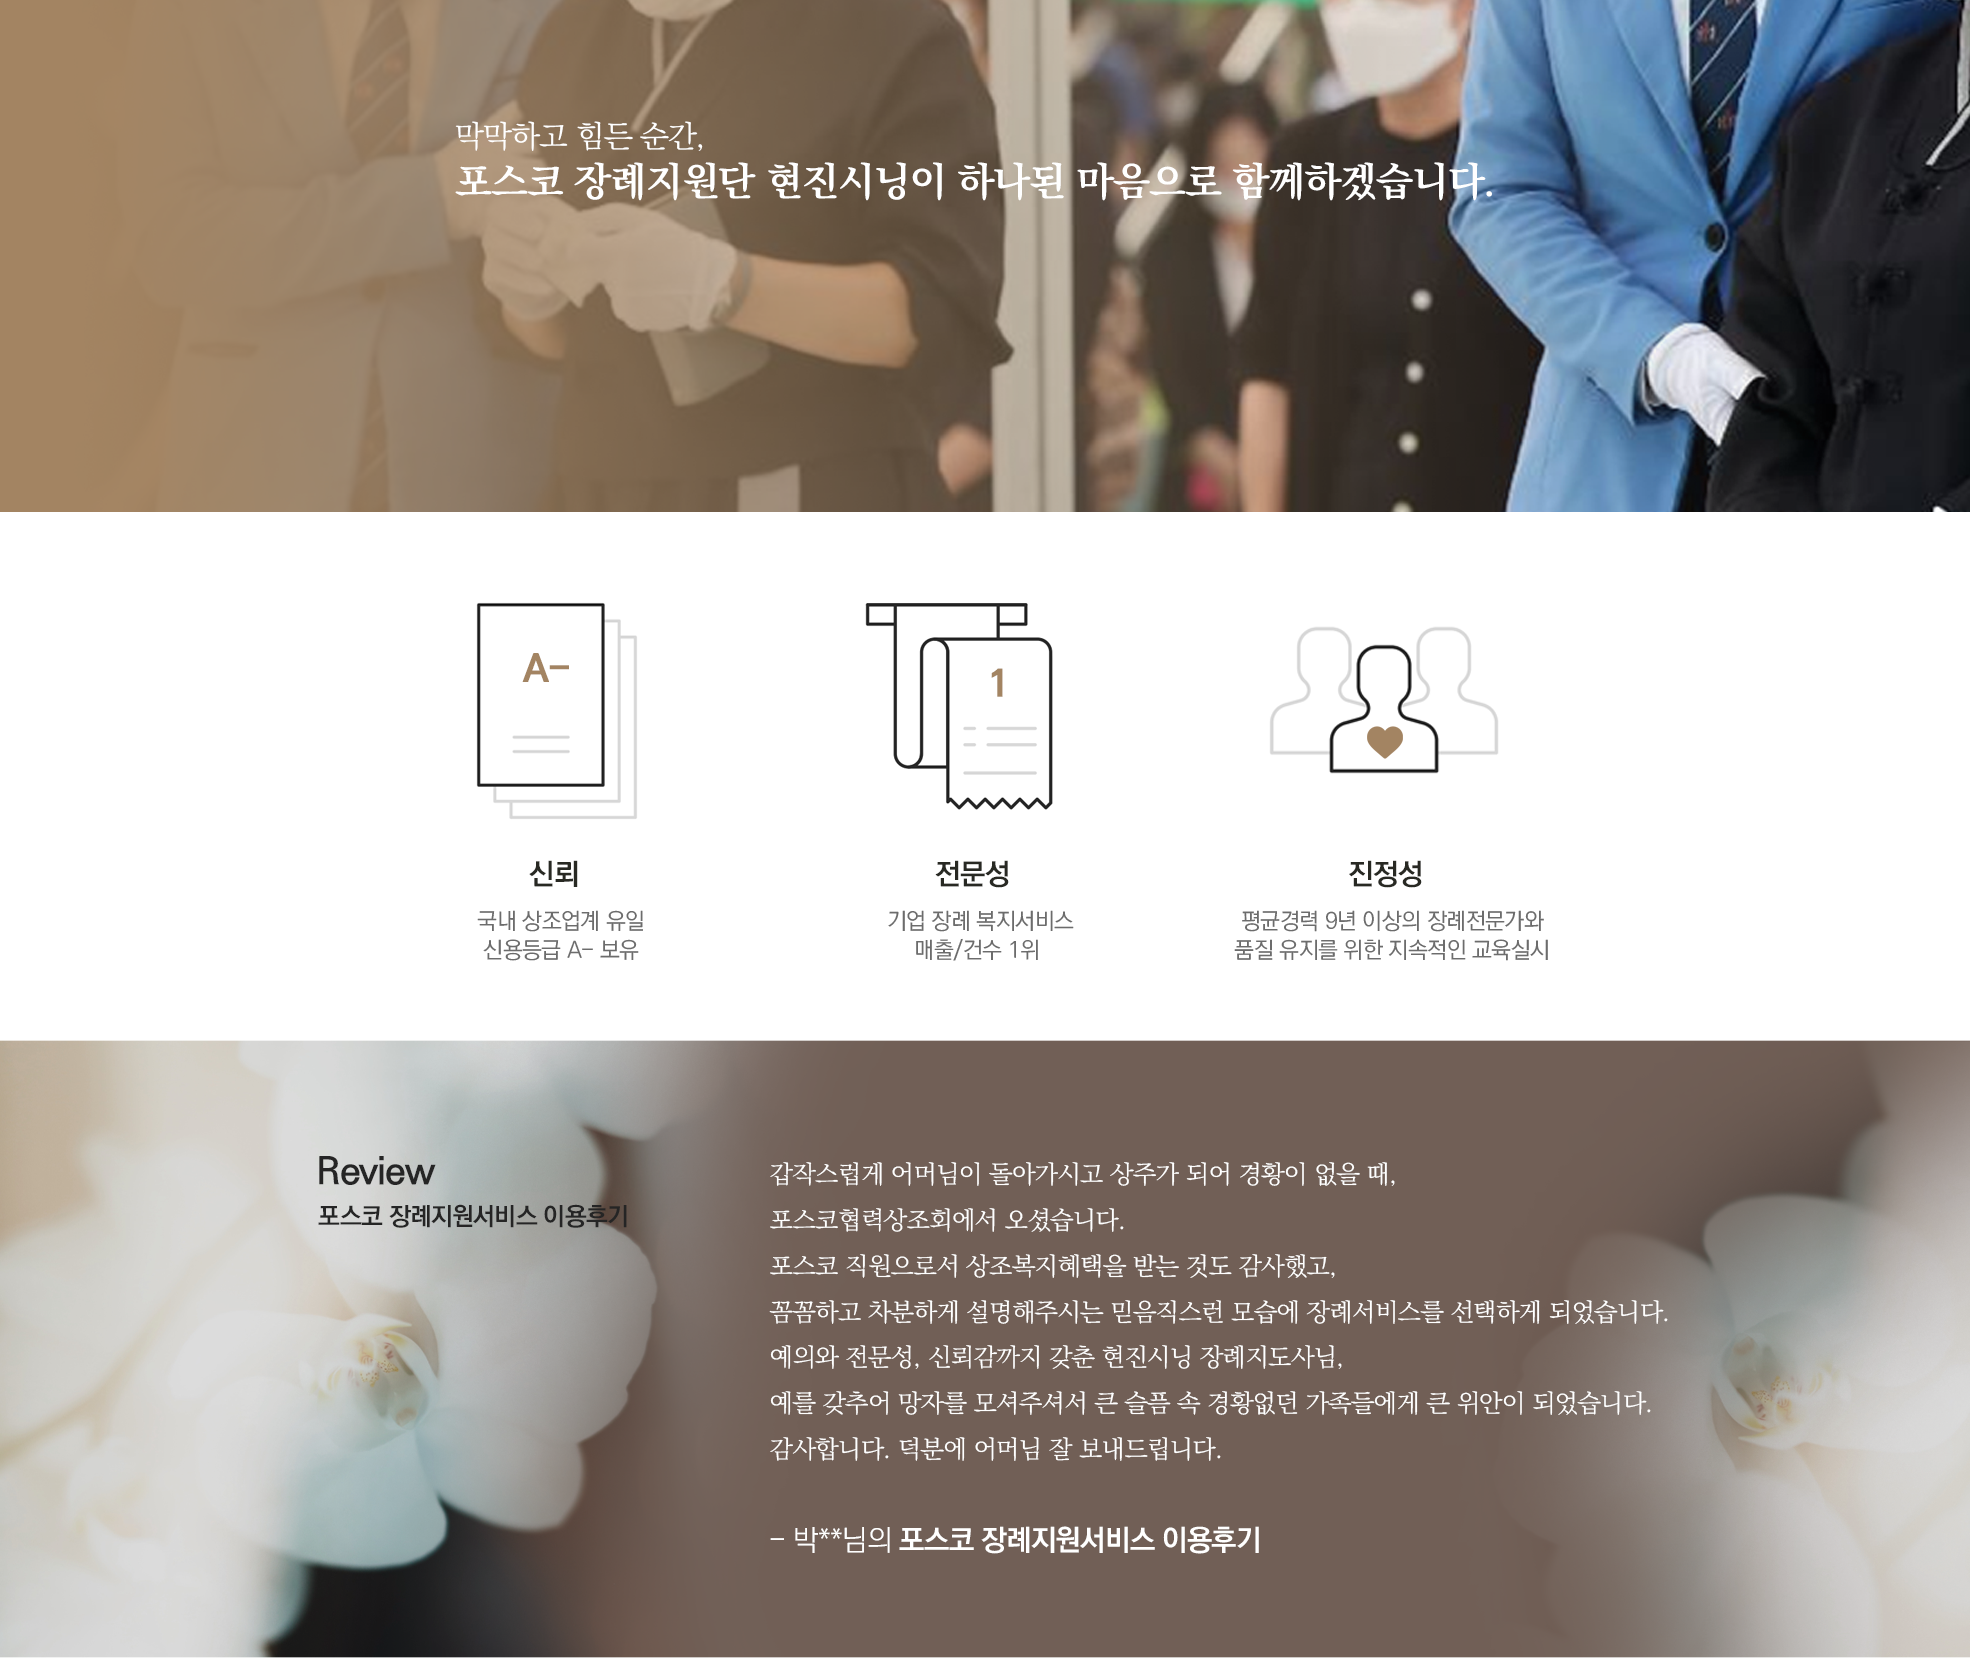 막막하고 힘든 순간,
포스코 장례지원단 현진시닝이 하나된 마음으로 함께하겠습니다.
A-
1
신뢰
국내 상조업계 유일
신용등급 A- 보유
전문성
기업 장례 복지서비스
매출/건수 1위
진정성
평균경력 9년 이상의 장례전문가와
품질 유지를 위한 지속적인 교육실시
Review
포스코 장례지원서비스 이용후기
갑작스럽게 어머님이 돌아가시고 상주가 되어 경황이 없을 때,
포스코협력상조회에서 오셨습니다.
포스코 직원으로서 상조복지혜택을 받는 것도 감사했고,
꼼꼼하고 차분하게 설명해주시는 믿음직스런 모습에 장례서비스를 선택하게 되었습니다.
예의와 전문성, 신뢰감까지 갖춘 현진시닝 장례지도사님,
예를 갖추어 망자를 모셔주셔서 큰 슬픔 속 경황없던 가족들에게 큰 위안이 되었습니다.
감사합니다. 덕분에 어머님 잘 보내드립니다.
- 박**님의 포스코 장례지원서비스 이용후기